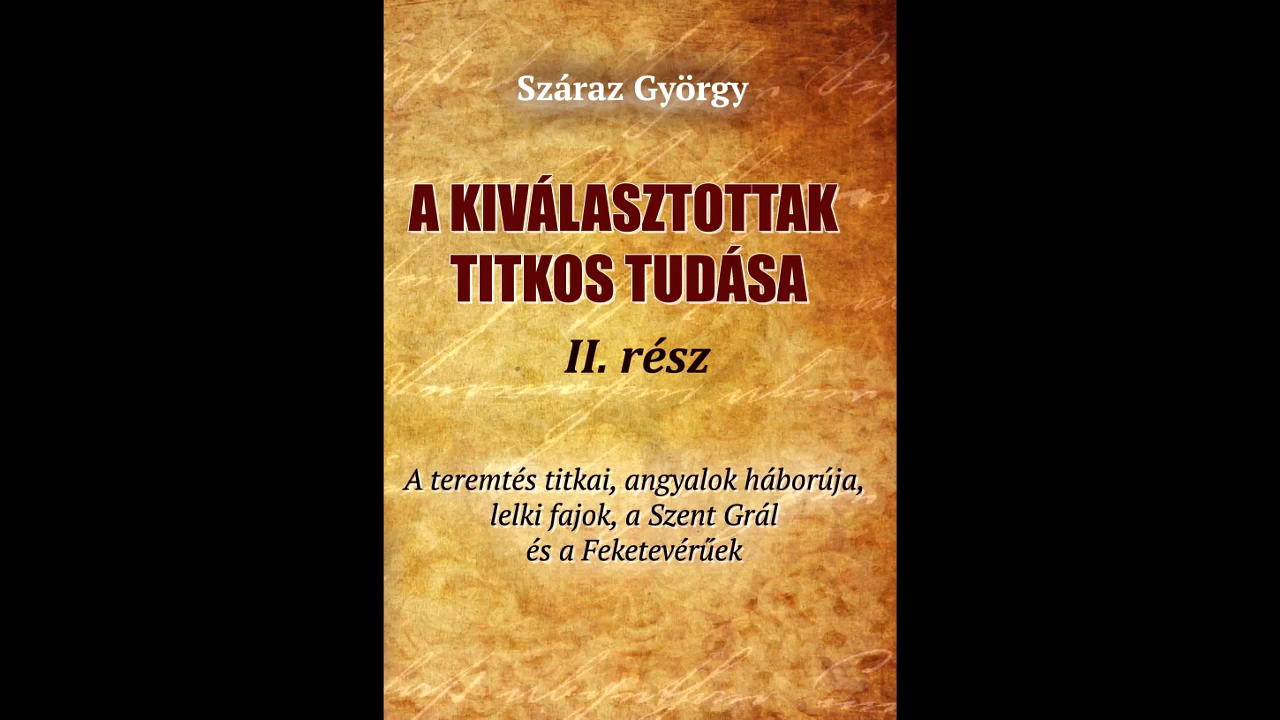 Száraz György
A KIVÁLASZTOTTAK
TITKOS TUDÁSA
II. rész
A teremtés titkai, angyalok háborúja,
lelki fajok, a Szent Grál
és a Feketevérűek